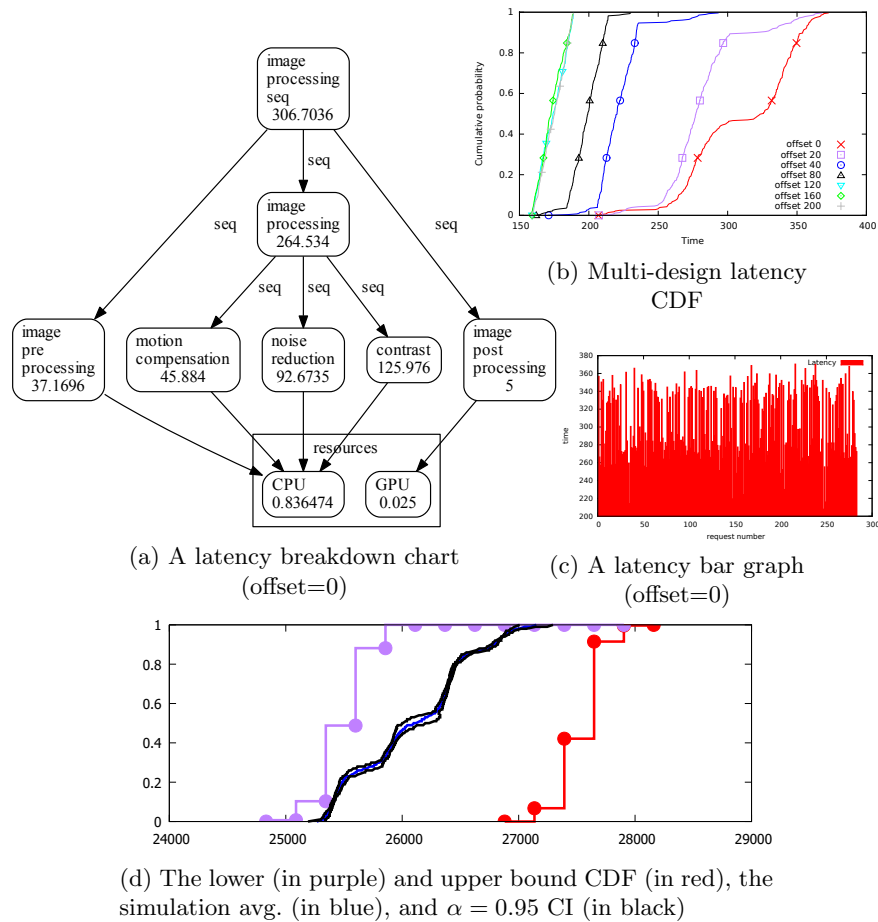 image
processing
seq
306.7036
seq
seq
seq
image
processing
264.534
seq
seq
seq
image
pre
processing
37.1696
motion
compensation
45.884
noise
reduction
92.6735
contrast
125.976
image
post
processing
5
resources
CPU
0.836474
GPU
0.025
(a) A latency breakdown chart
(offset=0)
Cumulative probability
1
0.8
0.6
0.4
0.2
0
150 200 250 300 350 400
Time
offset 0
offset 20
offset 40
offset 80
offset 120
offset 160
offset 200
(b) Multi-design latency
CDF
Latency
time
380
360
340
320
300
280
260
240
220
200
0 50 100 150 200 250 300
request number
(c) A latency bar graph
(offset=0)
1
0.8
0.6
0.4
0.2
0
24000 25000 26000 27000 28000 29000
(d) The lower (in purple) and upper bound CDF (in red), the
simulation avg. (in blue), and α = 0.95 CI (in black)